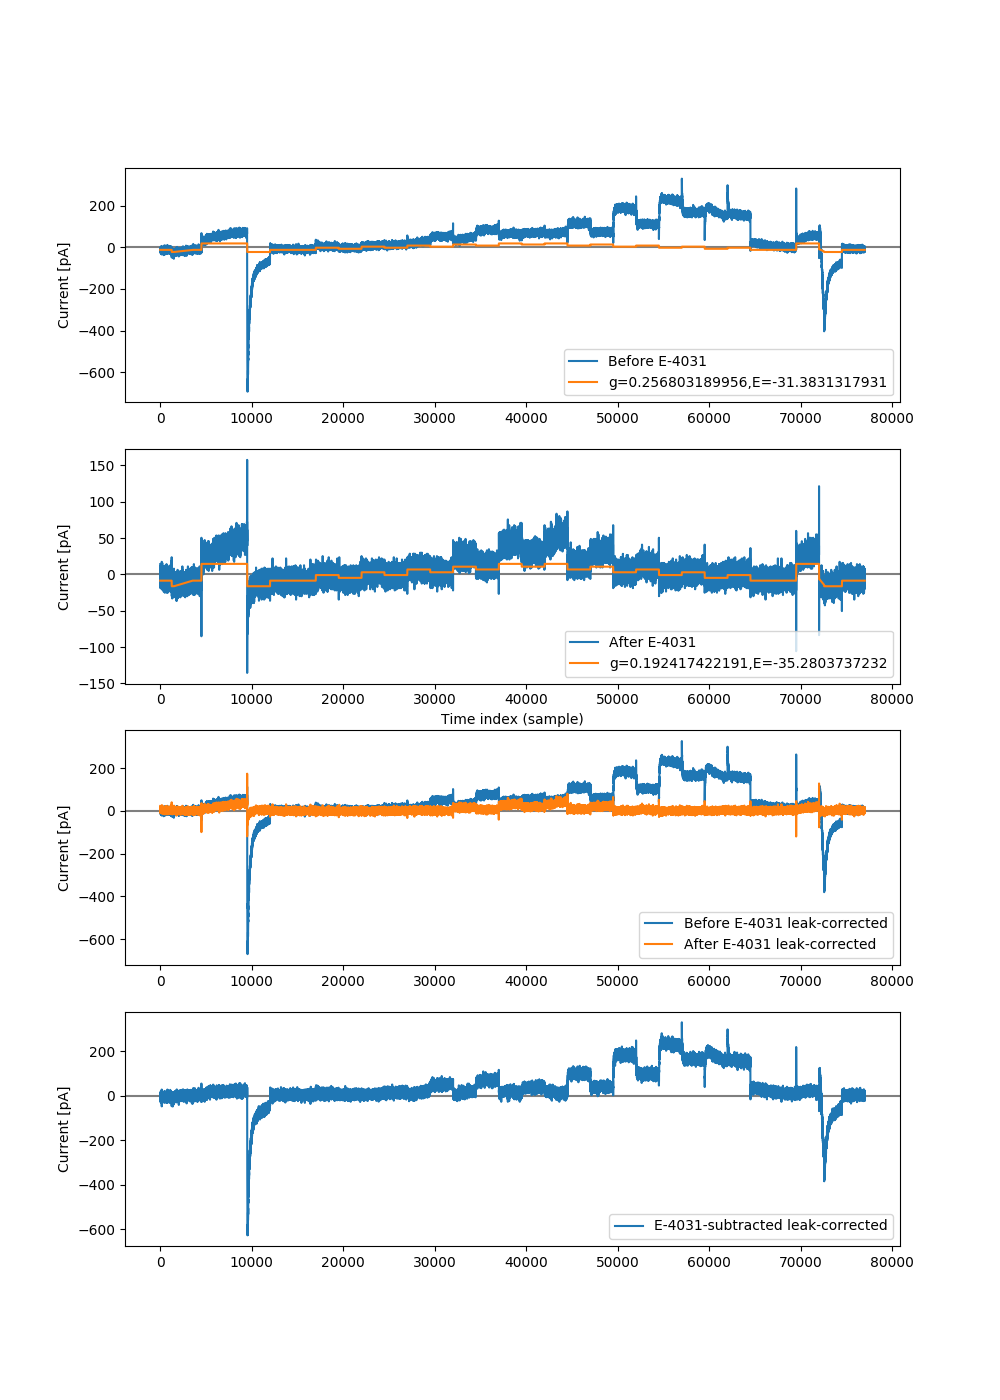 200
0
−200
−400
−600
Current [pA]
Before E-4031
g=0.256803189956,E=-31.3831317931
0 10000 20000 30000 40000 50000 60000 70000 80000
150
100
50
0
−50
−100
−150
Current [pA]
After E-4031
g=0.192417422191,E=-35.2803737232
0 10000 20000 30000 40000 50000 60000 70000 80000
Time index (sample)
200
0
−200
−400
−600
Current [pA]
Before E-4031 leak-corrected
After E-4031 leak-corrected
0 10000 20000 30000 40000 50000 60000 70000 80000
200
0
−200
−400
−600
Current [pA]
E-4031-subtracted leak-corrected
0 10000 20000 30000 40000 50000 60000 70000 80000